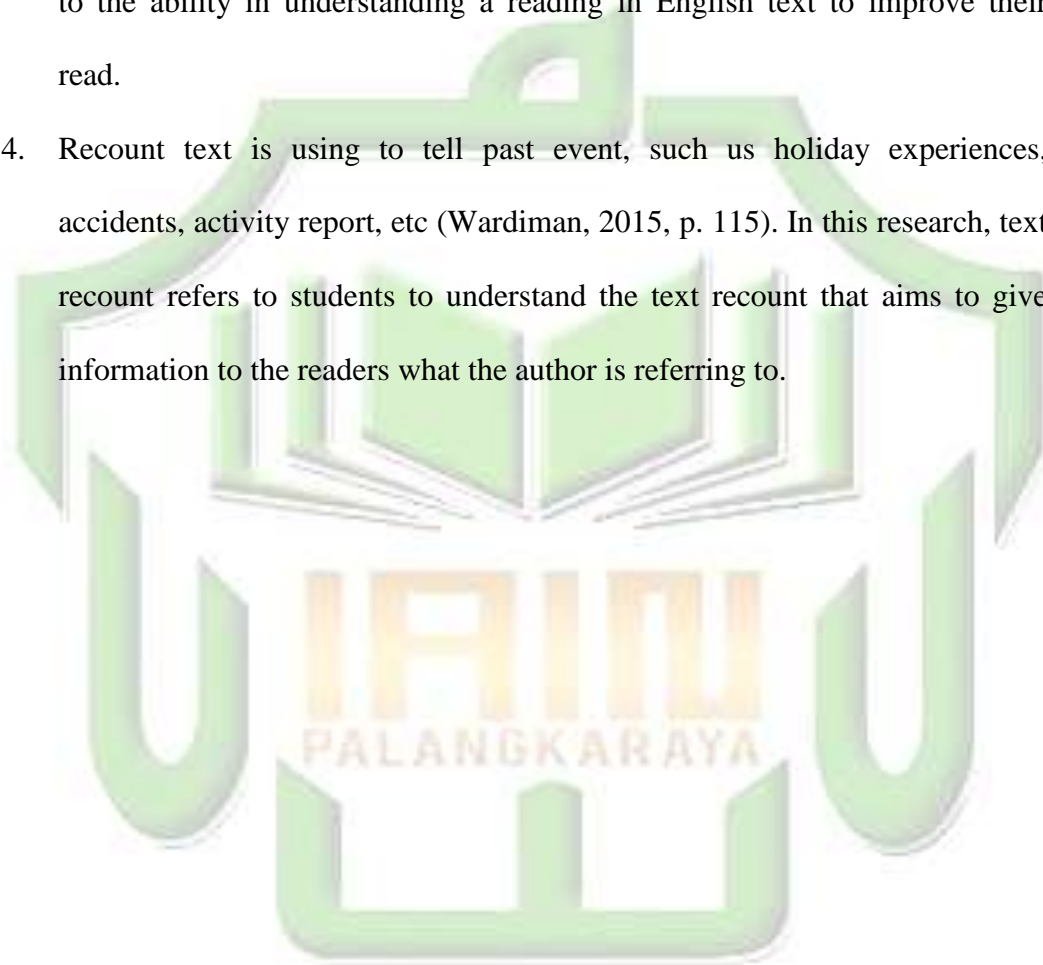 to the ability in understanding a reading in English text to improve their
read.
4. Recount text is using to tell past event, such us holiday experiences,
accidents, activity report, etc (Wardiman, 2015, p. 115). In this research, text
recount refers to students to understand the text recount that aims to give
information to the readers what the author is referring to.
IAIN
PALANGKARAYA